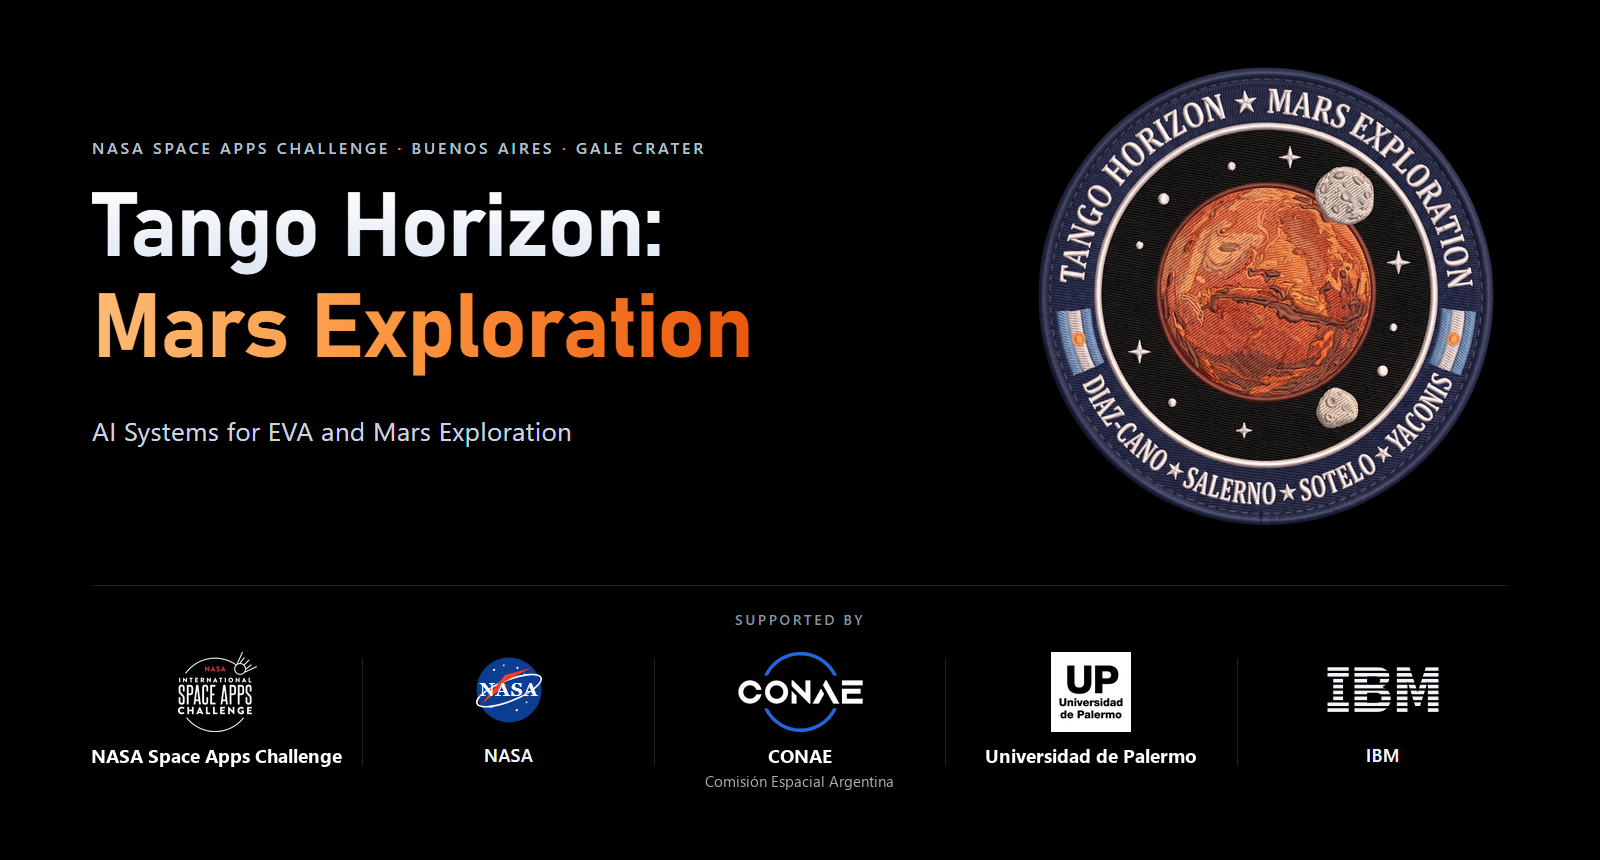 NASA SPACE APPS CHALLENGE · BUENOS AIRES · GALE CRATER
Tango Horizon:
Mars Exploration
AI Systems for EVA and Mars Exploration
TANGO HORIZON ★ MARS EXPLORATION
DIAZ-CANO ★ SALERNO ★ SOTELO ★ YACONIS
SUPPORTED BY
NASA
INTERNATIONAL
SPACE APPS
CHALLENGE
NASA Space Apps Challenge
NASA
NASA
CONAE
CONAE
Comisión Espacial Argentina
UP
Universidad
de Palermo
Universidad de Palermo
IBM
IBM